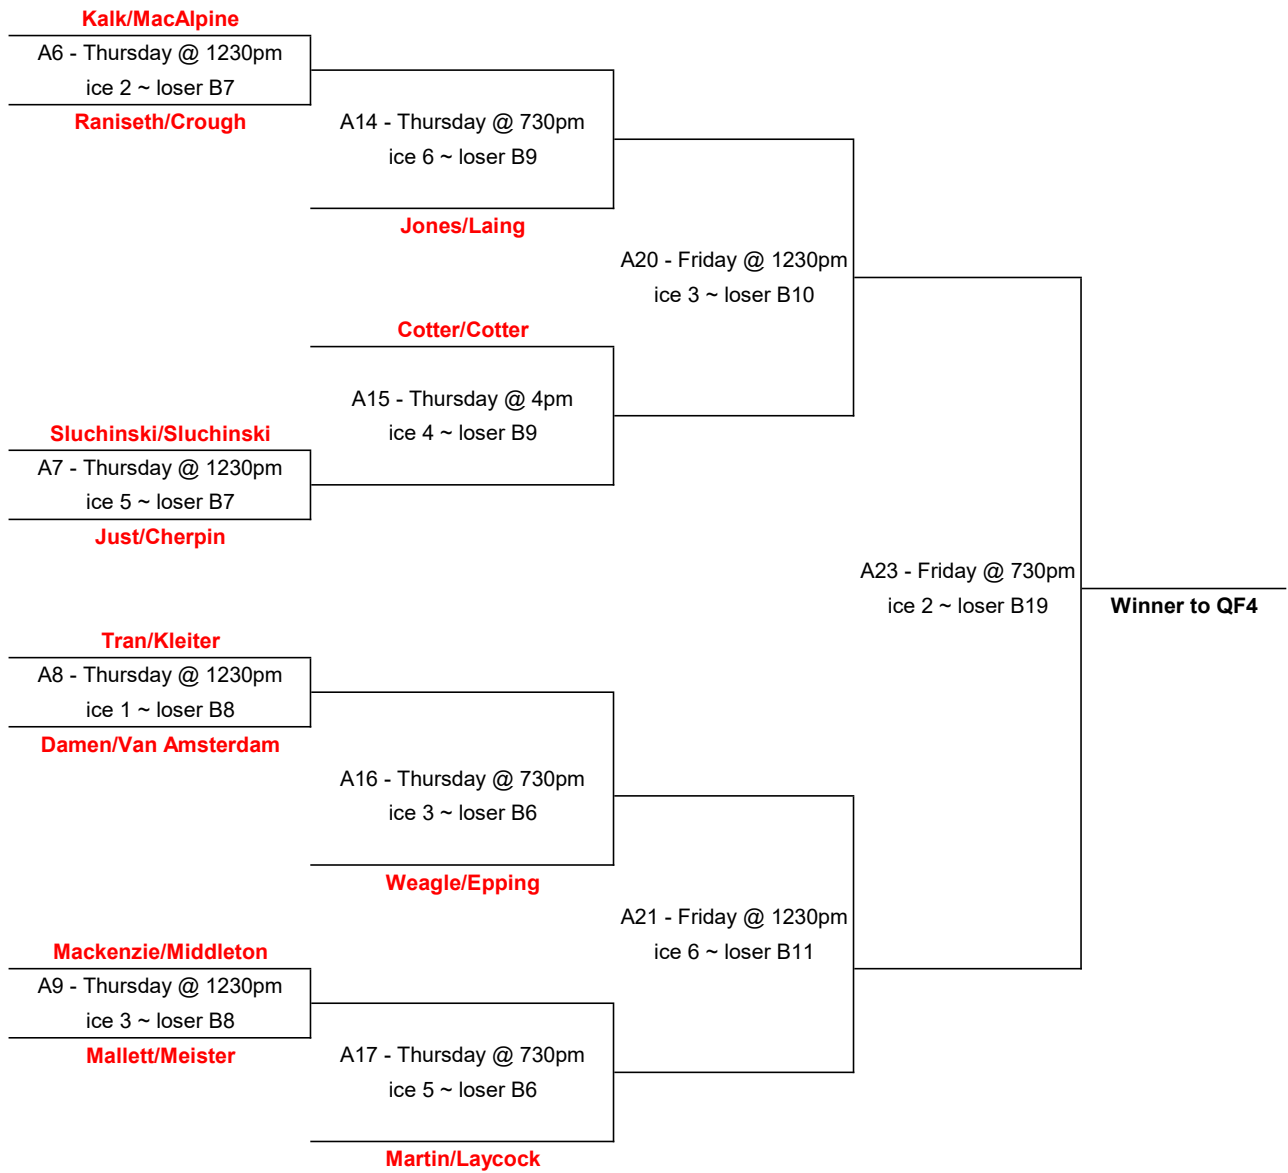 Kalk/MacAlpine
A6 - Thursday @ 1230pm
ice 2 ~ loser B7
Raniseth/Crough
A14 - Thursday @ 730pm
ice 6 ~ loser B9
Jones/Laing
A20 - Friday @ 1230pm
ice 3 ~ loser B10
Cotter/Cotter
A15 - Thursday @ 4pm
ice 4 ~ loser B9
Sluchinski/Sluchinski
A7 - Thursday @ 1230pm
ice 5 ~ loser B7
Just/Cherpin
A23 - Friday @ 730pm
ice 2 ~ loser B19
Winner to QF4
Tran/Kleiter
A8 - Thursday @ 1230pm
ice 1 ~ loser B8
Damen/Van Amsterdam
A16 - Thursday @ 730pm
ice 3 ~ loser B6
Weagle/Epping
A21 - Friday @ 1230pm
ice 6 ~ loser B11
Mackenzie/Middleton
A9 - Thursday @ 1230pm
ice 3 ~ loser B8
Mallett/Meister
A17 - Thursday @ 730pm
ice 5 ~ loser B6
Martin/Laycock